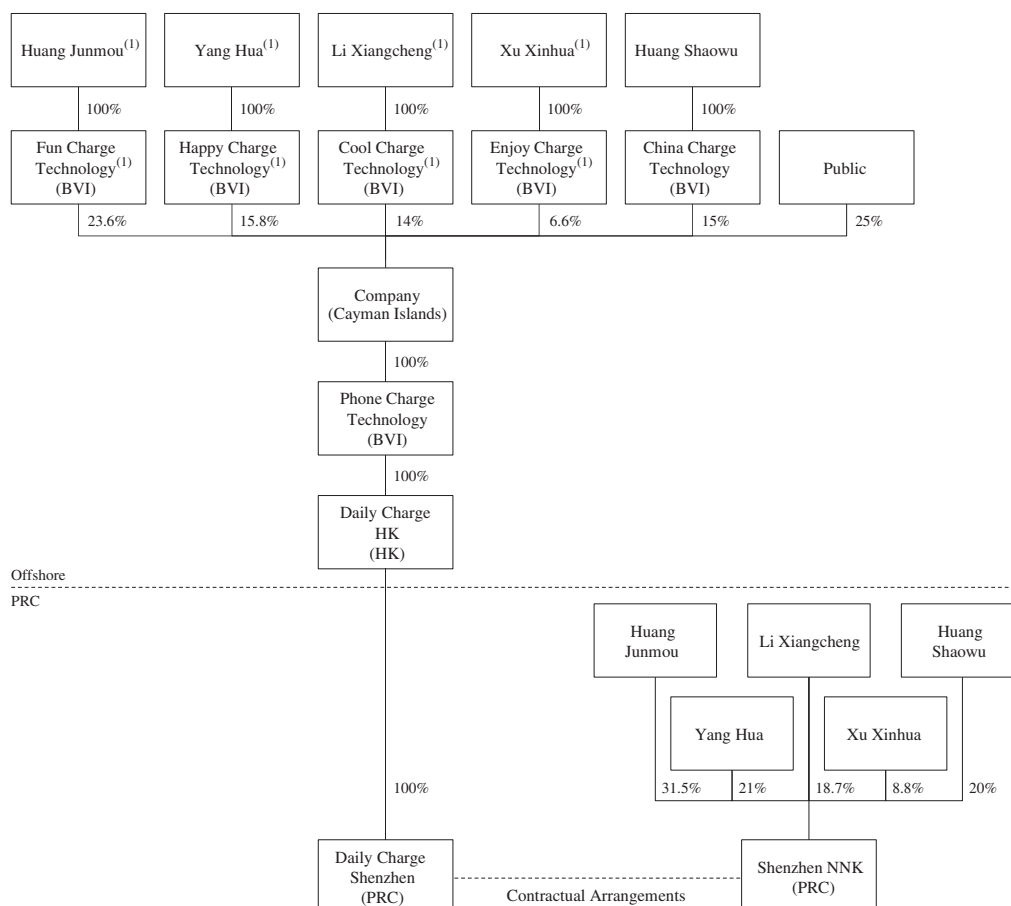 Huang Junmou(1)
Yang Hua(1)
Li Xiangcheng(1)
Xu Xinhua(1)
Huang Shaowu
100%
100%
100%
100%
100%
Fun Charge
Technology(1)
(BVI)
Happy Charge
Technology(1)
(BVI)
Cool Charge
Technology(1)
(BVI)
Enjoy Charge
Technology(1)
(BVI)
China Charge
Technology
(BVI)
Public
23.6%
15.8%
14%
6.6%
15%
25%
Company
(Cayman Islands)
100%
Phone Charge
Technology
(BVI)
100%
Daily Charge
HK
(HK)
Offshore
PRC
Huang
Junmou
Li Xiangcheng
Huang
Shaowu
Yang Hua
Xu Xinhua
100%
31.5%
21%
18.7%
8.8%
20%
Daily Charge
Shenzhen
(PRC)
Contractual Arrangements
Shenzhen NNK
(PRC)